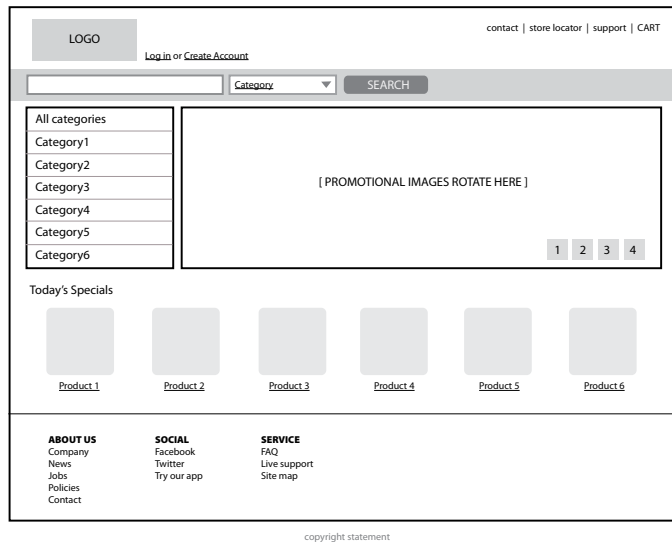 LOGO
Log in or Create Account
contact | store locator | support | CART
Category
SEARCH
All categories
Category1
Category2
Category3
Category4
Category5
Category6
[ PROMOTIONAL IMAGES ROTATE HERE ]
1 2 3 4
Today's Specials
Product 1
Product 2
Product 3
Product 4
Product 5
Product 6
ABOUT US
Company
News
Jobs
Policies
Contact
SOCIAL
Facebook
Twitter
Try our app
SERVICE
FAQ
Live support
Site map
copyright statement